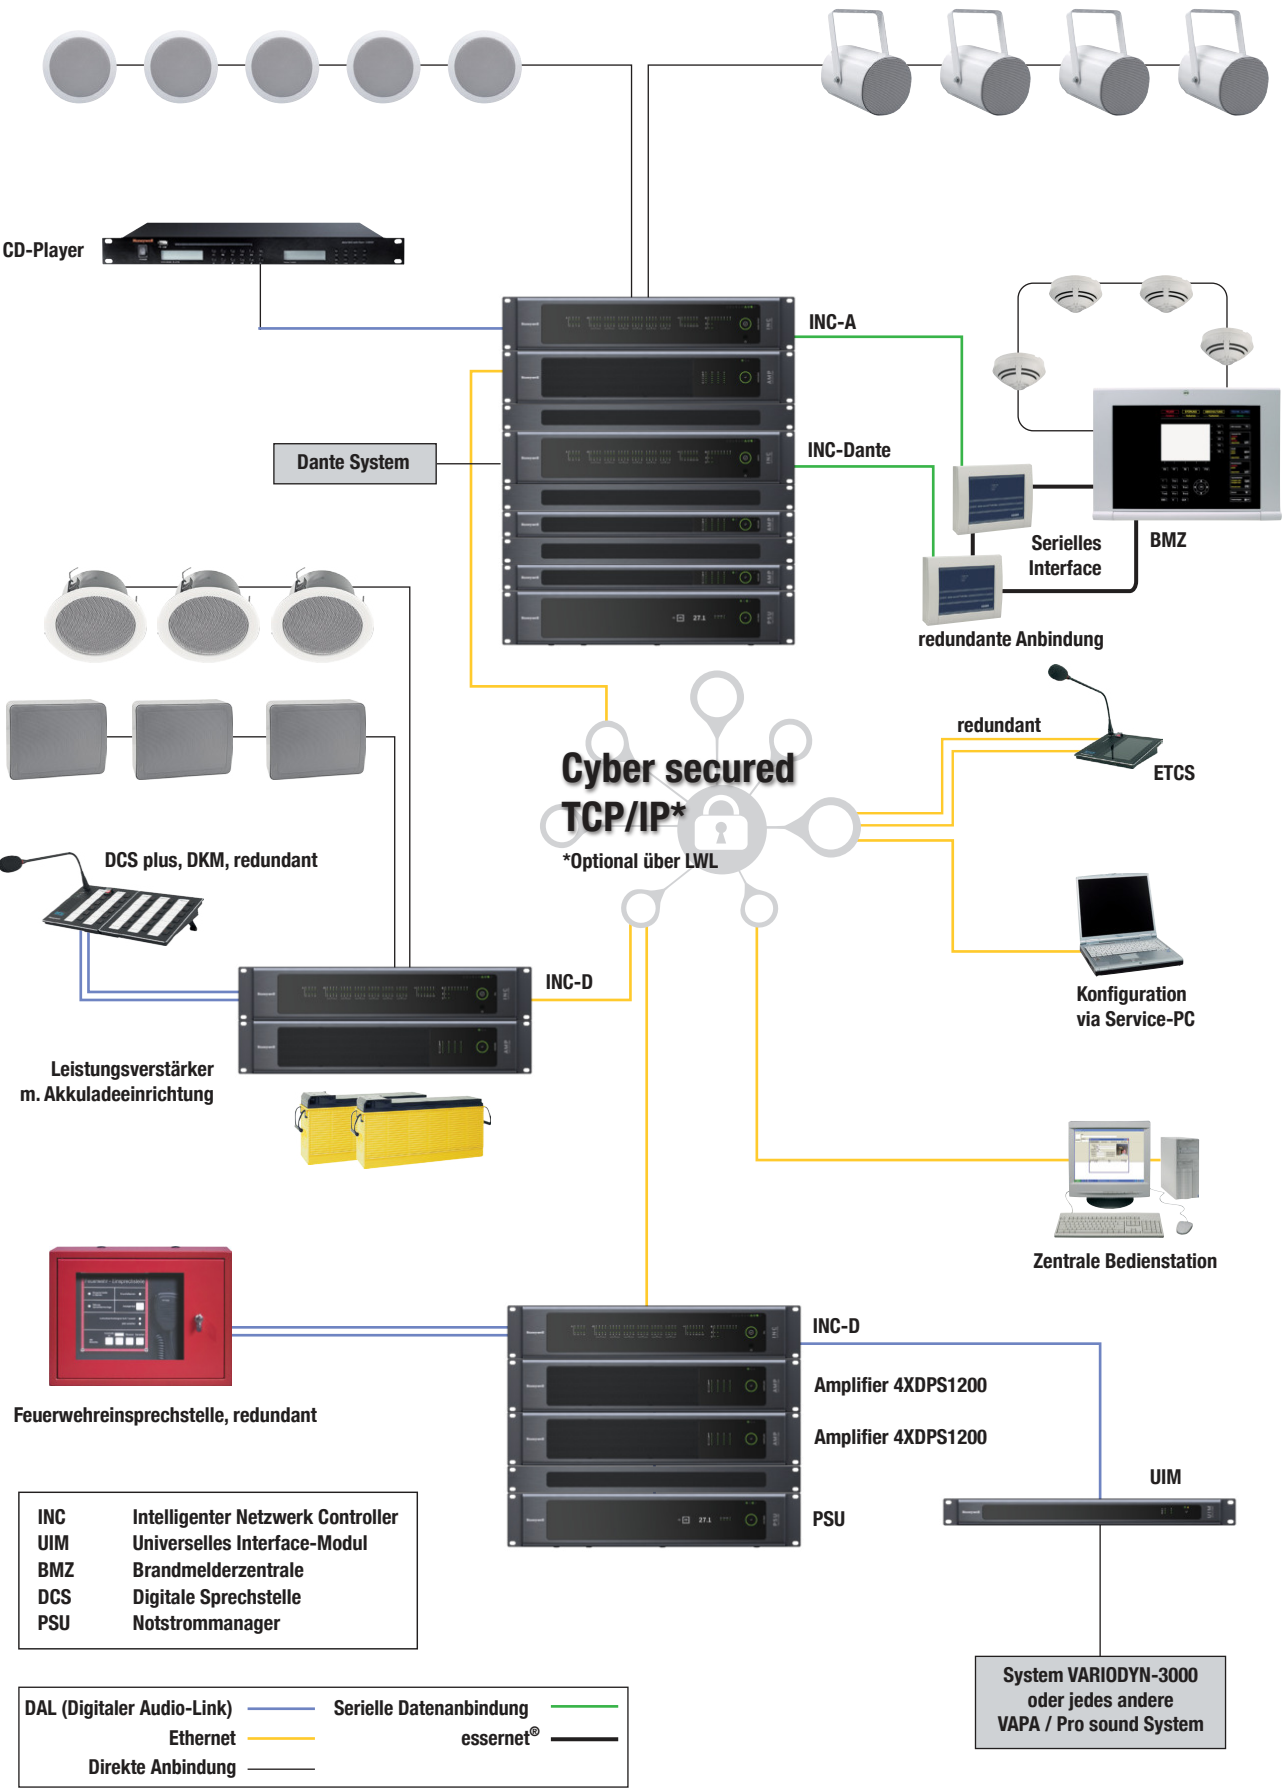 CD-Player
INC-A
INC-Dante
Dante System
BMZ
Serielles
Interface
redundante Anbindung
redundant
ETCS
Cyber secured
TCP/IP*
*Optional über LWL
DCS plus, DKM, redundant
INC-D
Konfiguration
via Service-PC
Leistungsverstärker
m. Akkuladeeinrichtung
Zentrale Bedienstation
INC-D
Amplifier 4XDPS1200
Amplifier 4XDPS1200
PSU
Feuerwehreinsprechstelle, redundant
UIM
INC Intelligenter Netzwerk Controller
UIM Universelles Interface-Modul
BMZ Brandmelderzentrale
DCS Digitale Sprechstelle
PSU Notstrommanager
System VARIODYN-3000
oder jedes andere
VAPA / Pro sound System
DAL (Digitaler Audio-Link) Serielle Datenanbindung
Ethernet essernet®
Direkte Anbindung